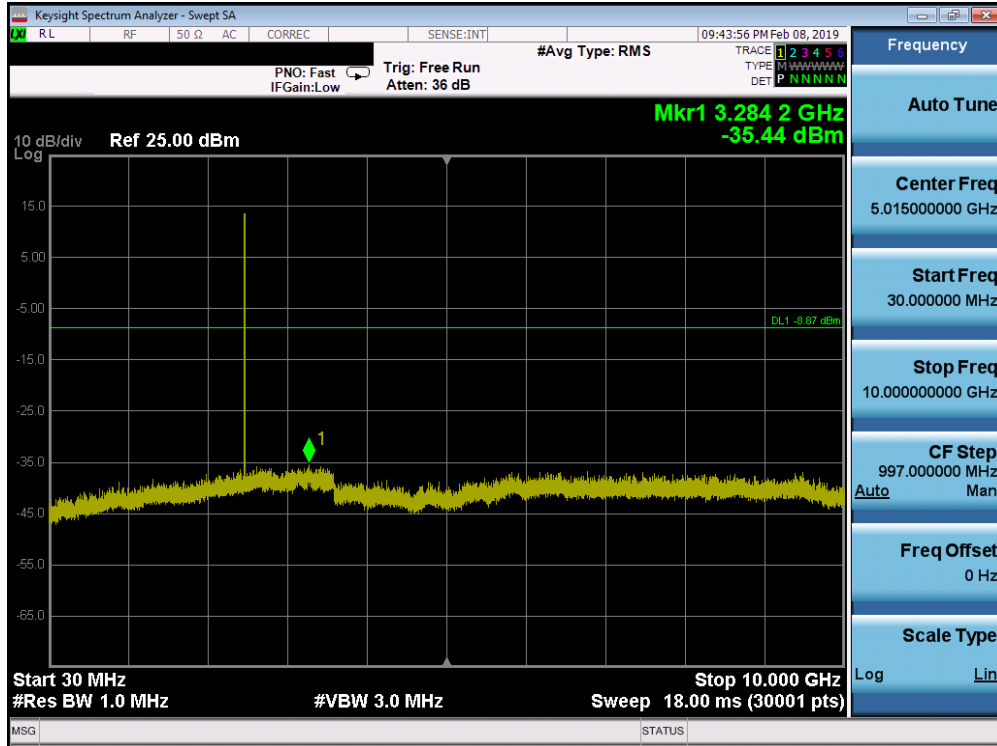 Keysight Spectrum Analyzer - Swept SA
LXI RL RF 50 Ω AC CORREC SENSE:INT 09:43:56 PM Feb 08, 2019
#Avg Type: RMS
TRACE 1 2 3 4 5 6
TYPE M WWWWW
DET P N N N N N
PNO: Fast Trig: Free Run
IFGain:Low Atten: 36 dB
Mkr1 3.284 2 GHz
-35.44 dBm
10 dB/div Ref 25.00 dBm
Log
15.0
5.00
-5.00
DL1 -8.87 dBm
-15.0
-25.0
-35.0
1
-45.0
-55.0
-65.0
Start 30 MHz Stop 10.000 GHz
#Res BW 1.0 MHz #VBW 3.0 MHz Sweep 18.00 ms (30001 pts)
MSG STATUS
Frequency
Auto Tune
Center Freq
5.015000000 GHz
Start Freq
30.000000 MHz
Stop Freq
10.000000000 GHz
CF Step
997.000000 MHz
Auto Man
Freq Offset
0 Hz
Scale Type
Log Lin